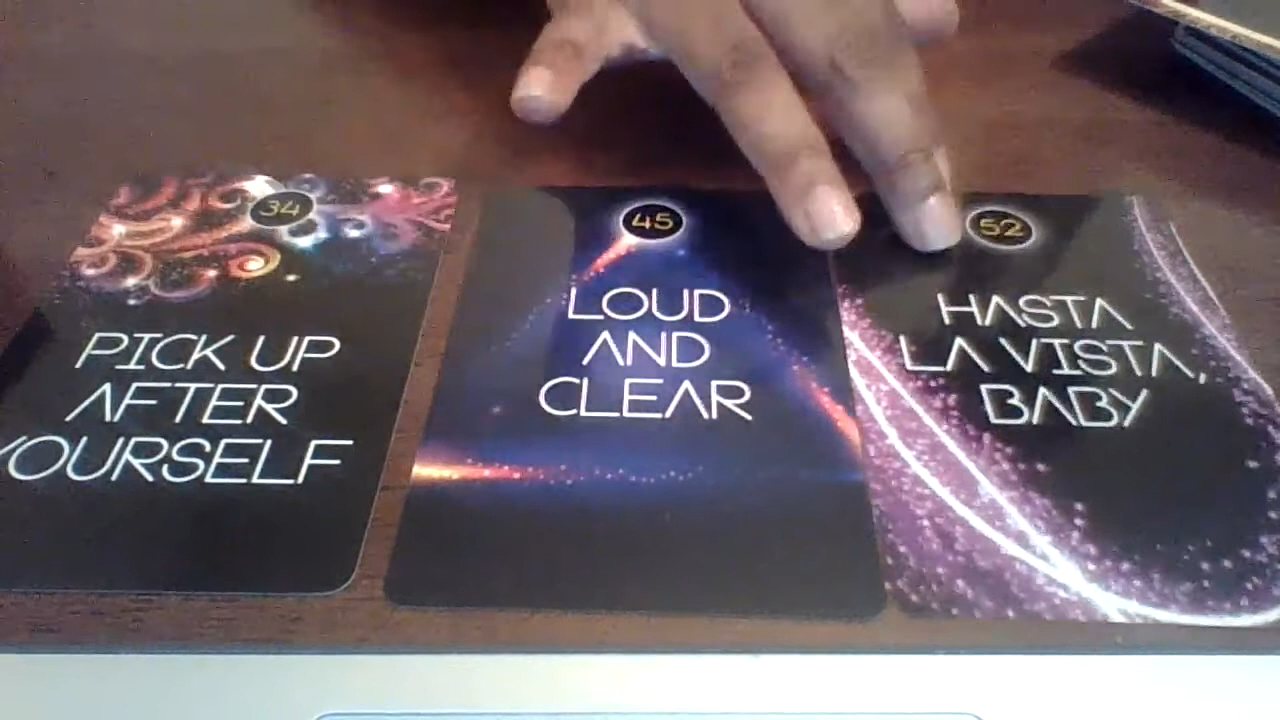 34
PICK UP
AFTER
YOURSELF
45
LOUD
AND
CLEAR
52
HASTA
LA VISTA,
BABY